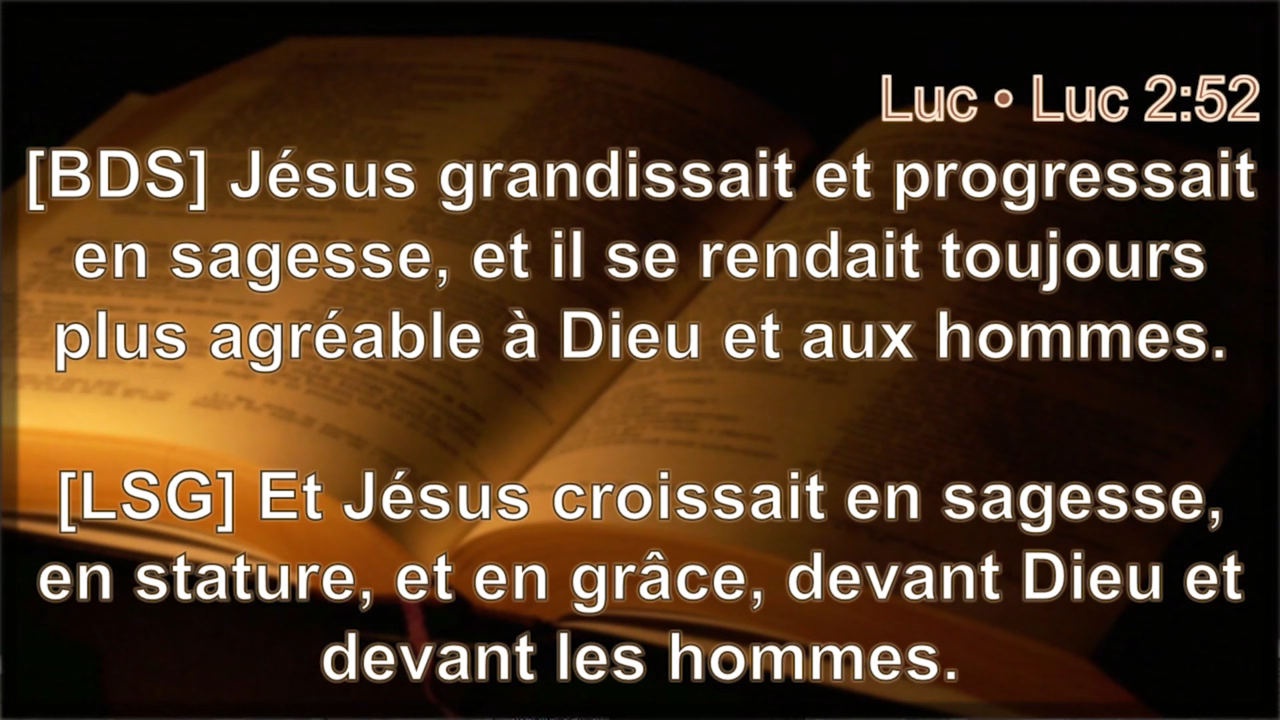 Luc • Luc 2:52
[BDS] Jésus grandissait et progressait
en sagesse, et il se rendait toujours
plus agréable à Dieu et aux hommes.
[LSG] Et Jésus croissait en sagesse,
en stature, et en grâce, devant Dieu et
devant les hommes.